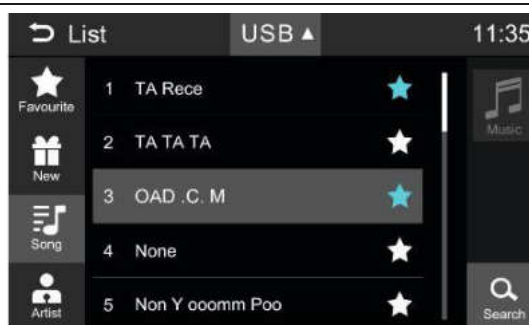 List
USB
11:35
Favourite
New
Song
Artist
1 TA Rece
2 TA TA TA
3 OAD .C. M
4 None
5 Non Y ooomm Poo
Music
Search